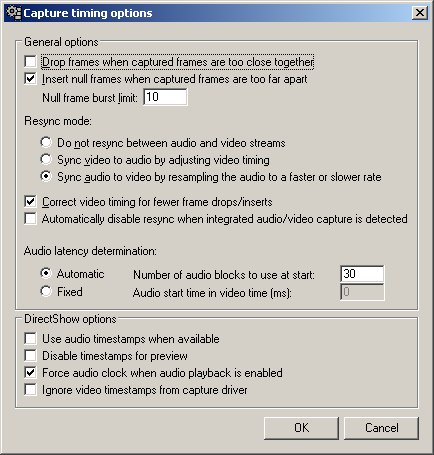 Capture timing options
General options
Drop frames when captured frames are too close together
Insert null frames when captured frames are too far apart
Null frame burst limit: 10
Resync mode:
Do not resync between audio and video streams
Sync video to audio by adjusting video timing
Sync audio to video by resampling the audio to a faster or slower rate
Correct video timing for fewer frame drops/inserts
Automatically disable resync when integrated audio/video capture is detected
Audio latency determination:
Automatic Number of audio blocks to use at start: 30
Fixed Audio start time in video time (ms): 0
DirectShow options
Use audio timestamps when available
Disable timestamps for preview
Force audio clock when audio playback is enabled
Ignore video timestamps from capture driver
OK Cancel